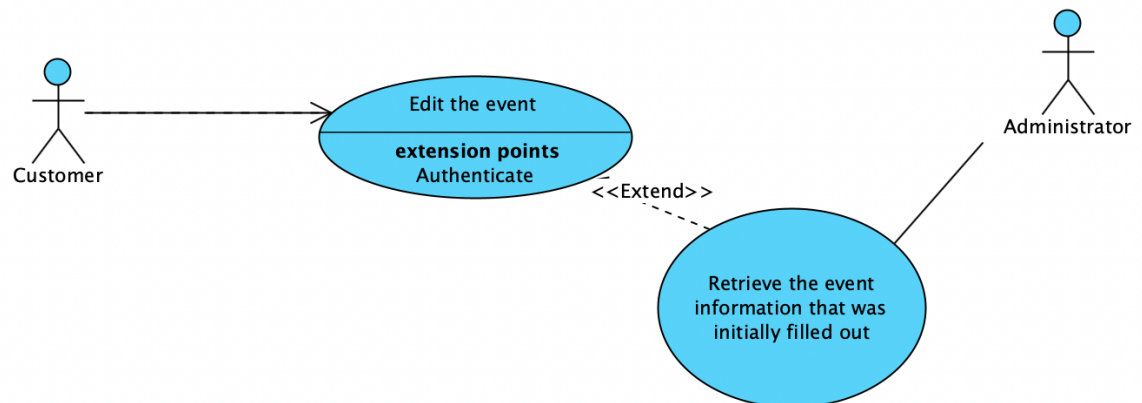 Edit the event
extension points
Authenticate
Customer
Administrator
<<Extend>>
Retrieve the event
information that was
initially filled out